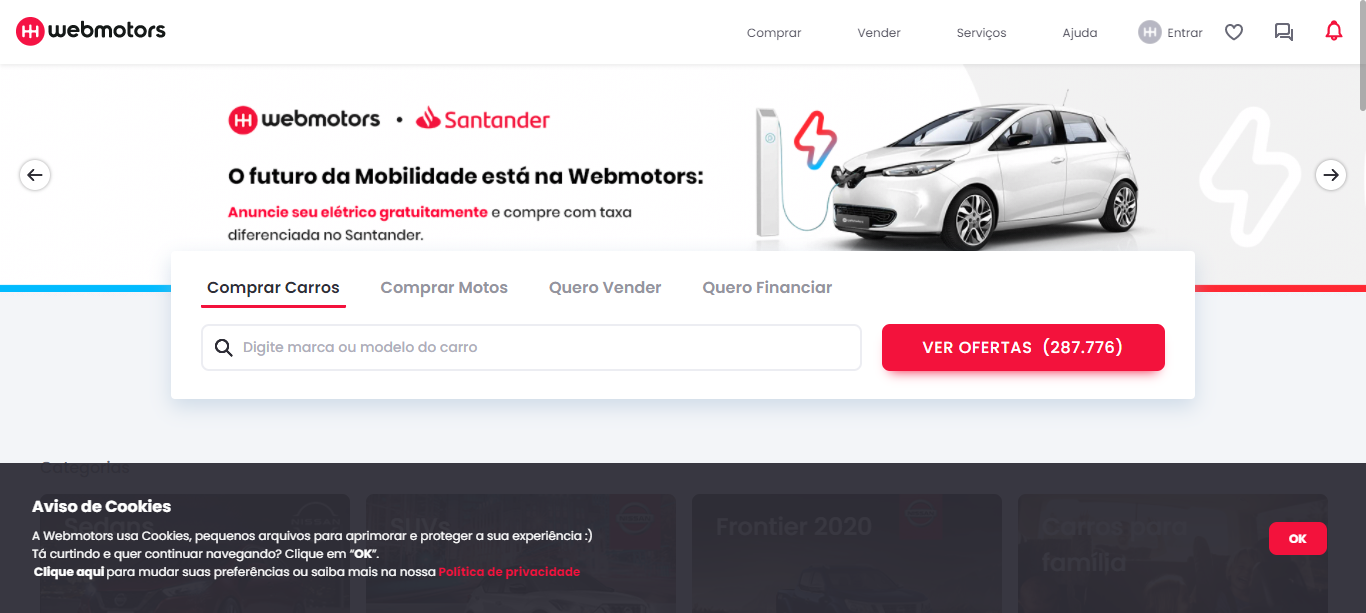 webmotors
Comprar
Vender
Serviços
Ajuda
Entrar
webmotors • Santander
O futuro da Mobilidade está na Webmotors:
Anuncie seu elétrico gratuitamente e compre com taxa
diferenciada no Santander.
Comprar Carros
Comprar Motos
Quero Vender
Quero Financiar
Digite marca ou modelo do carro
VER OFERTAS (287.776)
Categorias
Sedans
SUVs
Frontier 2020
Carros para
família
Aviso de Cookies
A Webmotors usa Cookies, pequenos arquivos para aprimorar e proteger a sua experiência :)
Tá curtindo e quer continuar navegando? Clique em “OK”.
Clique aqui para mudar suas preferências ou saiba mais na nossa Política de privacidade
OK